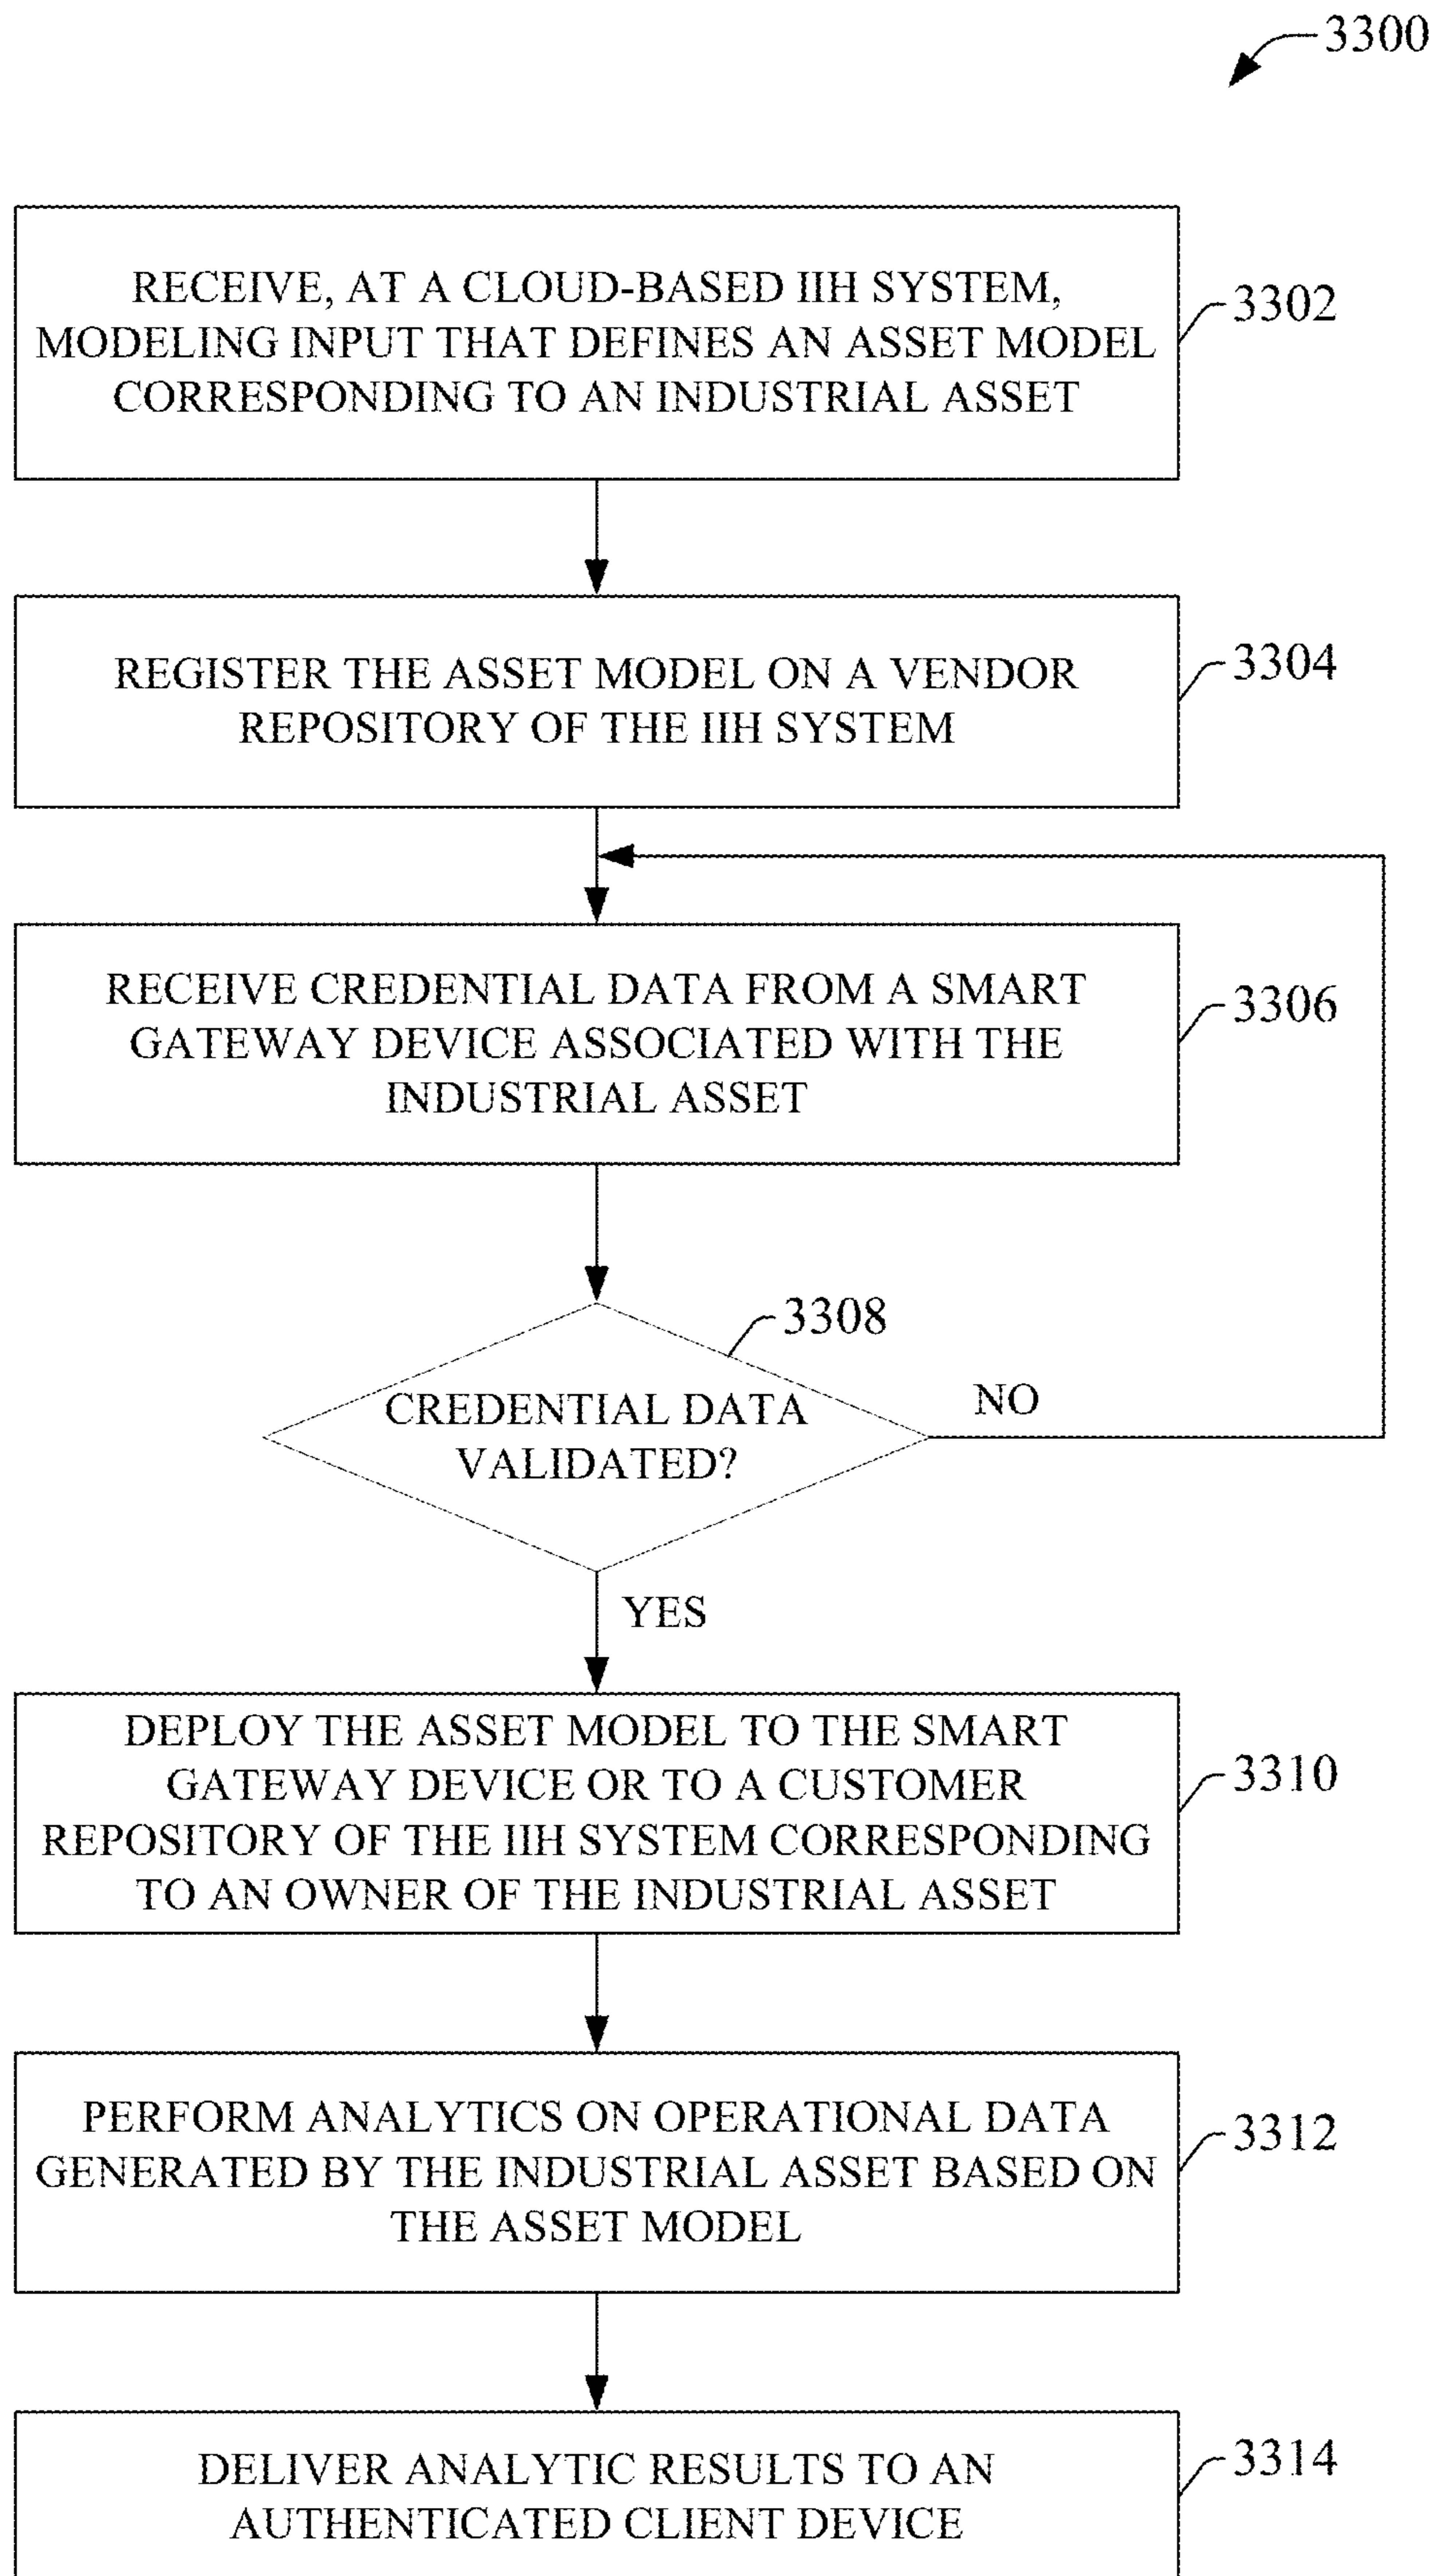 3300
RECEIVE, AT A CLOUD-BASED IIH SYSTEM,
MODELING INPUT THAT DEFINES AN ASSET MODEL
CORRESPONDING TO AN INDUSTRIAL ASSET
3302
REGISTER THE ASSET MODEL ON A VENDOR
REPOSITORY OF THE IIH SYSTEM
3304
RECEIVE CREDENTIAL DATA FROM A SMART
GATEWAY DEVICE ASSOCIATED WITH THE
INDUSTRIAL ASSET
3306
3308
CREDENTIAL DATA
VALIDATED?
NO
YES
DEPLOY THE ASSET MODEL TO THE SMART
GATEWAY DEVICE OR TO A CUSTOMER
REPOSITORY OF THE IIH SYSTEM CORRESPONDING
TO AN OWNER OF THE INDUSTRIAL ASSET
3310
PERFORM ANALYTICS ON OPERATIONAL DATA
GENERATED BY THE INDUSTRIAL ASSET BASED ON
THE ASSET MODEL
3312
DELIVER ANALYTIC RESULTS TO AN
AUTHENTICATED CLIENT DEVICE
3314